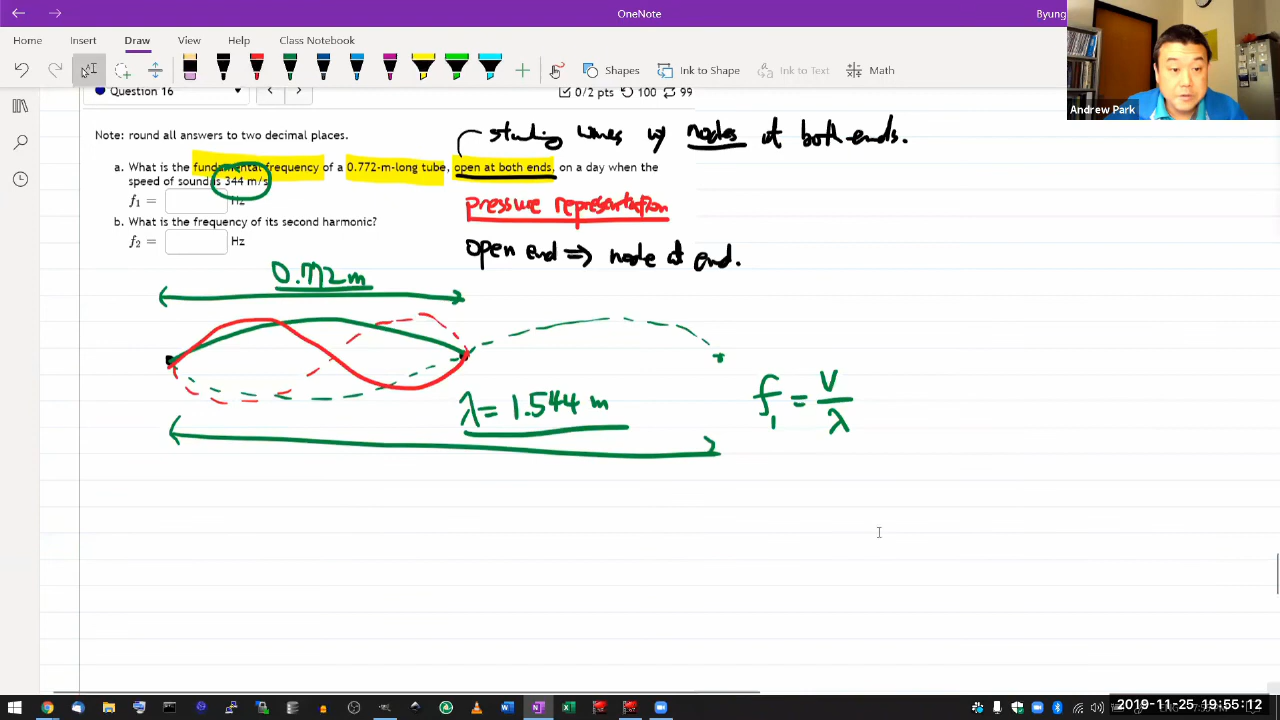 OneNote
Byung
Home Insert Draw View Help Class Notebook
Shapes Ink to Shape Ink to Text Math
Question 16
0/2 pts 100 99
Andrew Park
Note: round all answers to two decimal places.
standing waves w/ nodes at both ends.
a. What is the fundamental frequency of a 0.772-m-long tube, open at both ends, on a day when the
speed of sound is 344 m/s
f₁ = Hz
pressure representation
b. What is the frequency of its second harmonic?
f₂ = Hz
open end ⇒ node at end.
0.772 m
λ = 1.544 m
f₁ = v/λ
2019-11-25 19:55:12